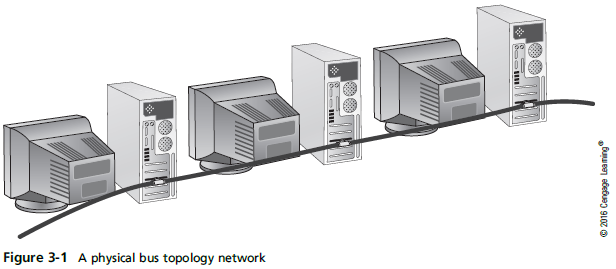 © 2016 Cengage Learning®
Figure 3-1 A physical bus topology network